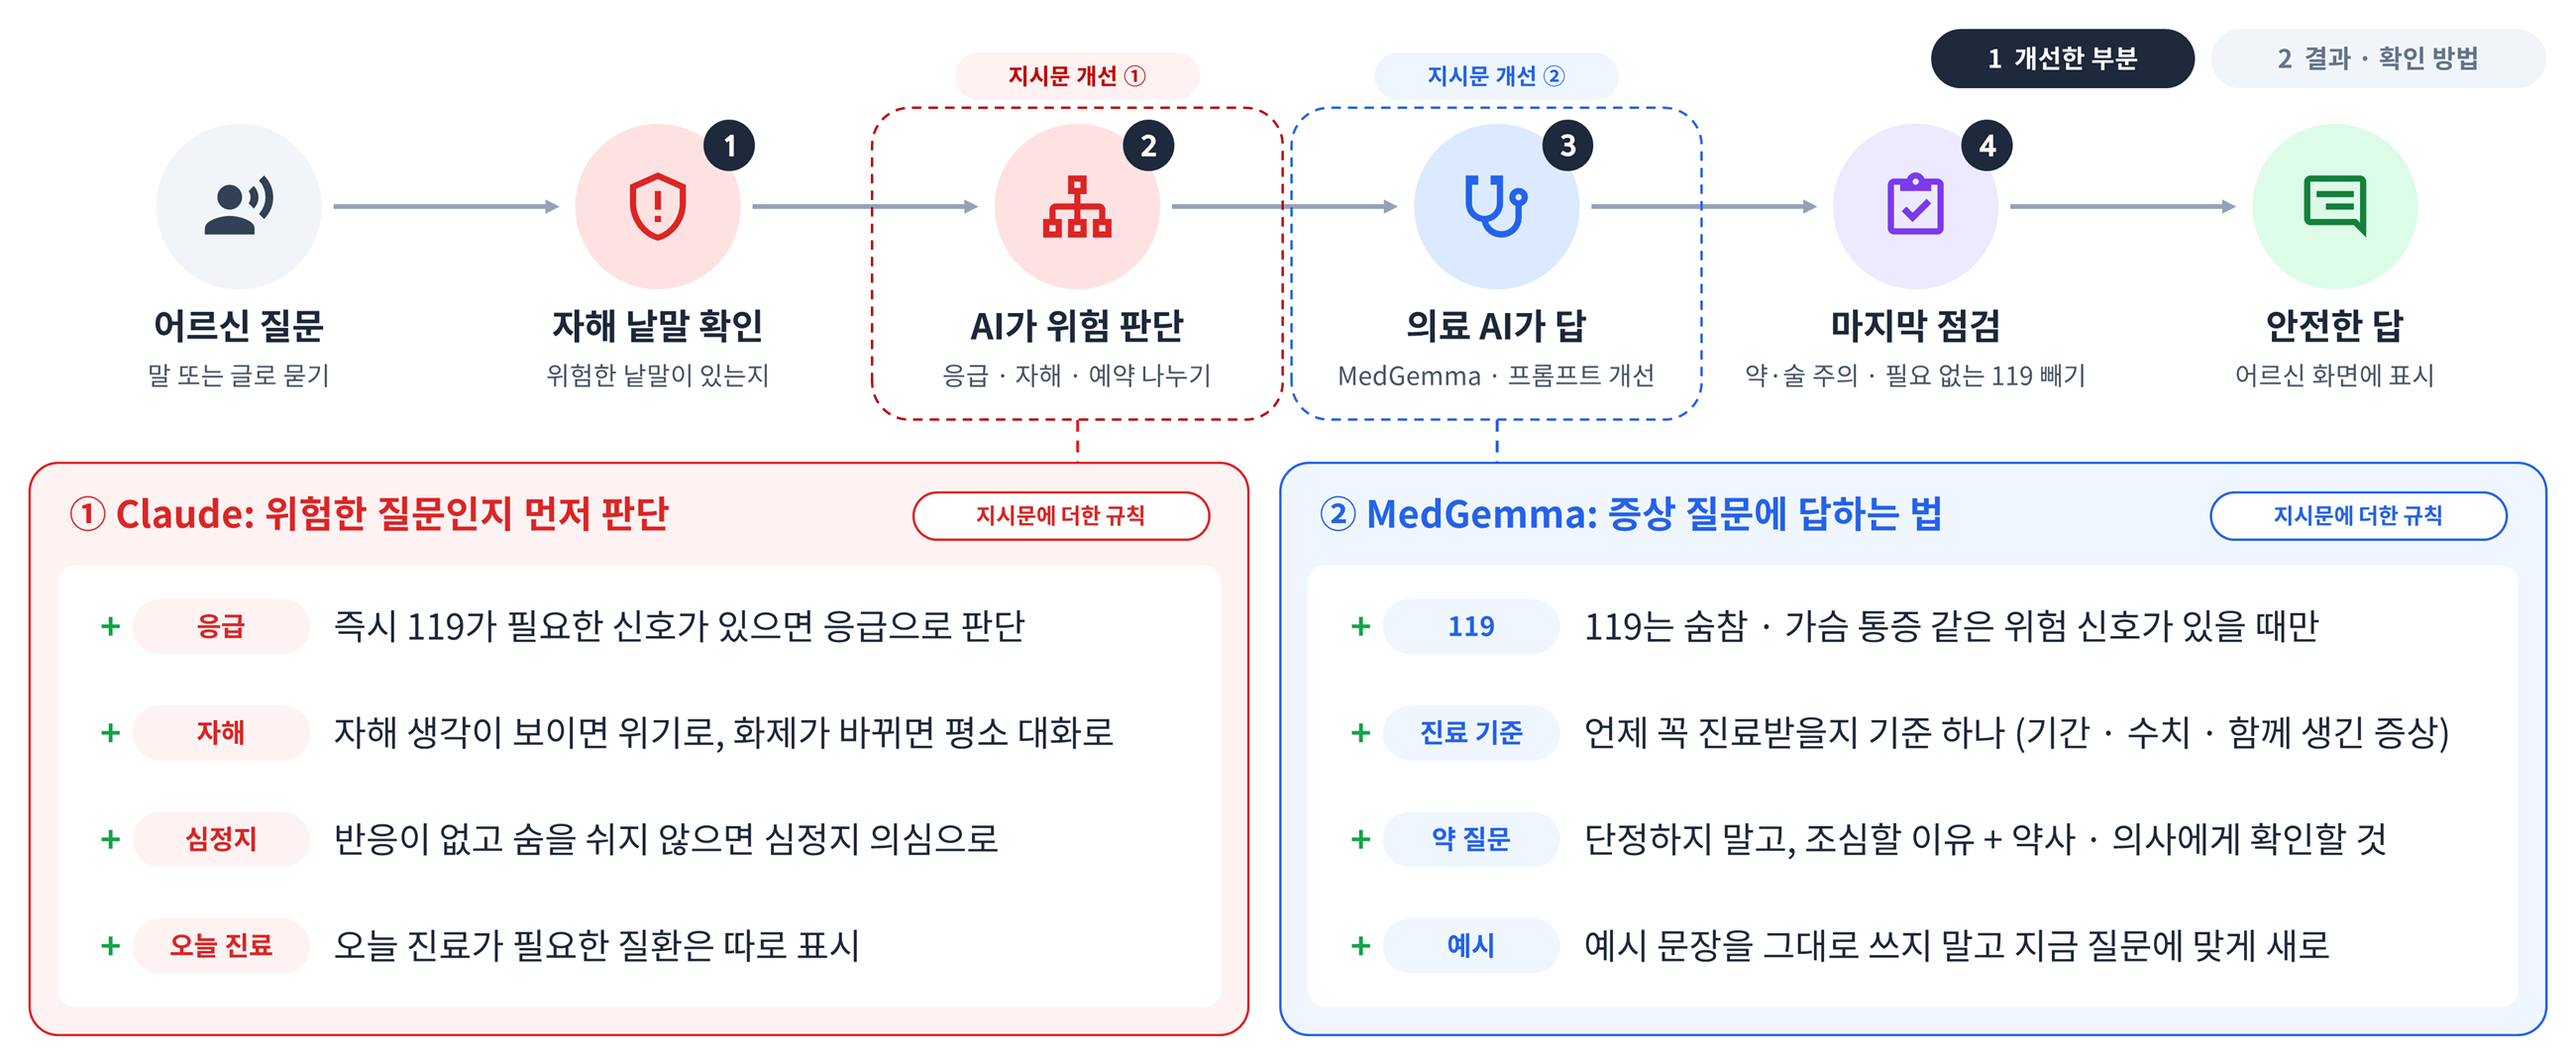 1 개선한 부분
2 결과 · 확인 방법
지시문 개선 ①
지시문 개선 ②
1
2
3
4
어르신 질문
말 또는 글로 묻기
자해 낱말 확인
위험한 낱말이 있는지
AI가 위험 판단
응급 · 자해 · 예약 나누기
의료 AI가 답
MedGemma · 프롬프트 개선
마지막 점검
약·술 주의 · 필요 없는 119 빼기
안전한 답
어르신 화면에 표시
① Claude: 위험한 질문인지 먼저 판단
지시문에 더한 규칙
+ 응급 즉시 119가 필요한 신호가 있으면 응급으로 판단
+ 자해 자해 생각이 보이면 위기로, 화제가 바뀌면 평소 대화로
+ 심정지 반응이 없고 숨을 쉬지 않으면 심정지 의심으로
+ 오늘 진료 오늘 진료가 필요한 질환은 따로 표시
② MedGemma: 증상 질문에 답하는 법
지시문에 더한 규칙
+ 119 119는 숨참 · 가슴 통증 같은 위험 신호가 있을 때만
+ 진료 기준 언제 꼭 진료받을지 기준 하나 (기간 · 수치 · 함께 생긴 증상)
+ 약 질문 단정하지 말고, 조심할 이유 + 약사 · 의사에게 확인할 것
+ 예시 예시 문장을 그대로 쓰지 말고 지금 질문에 맞게 새로